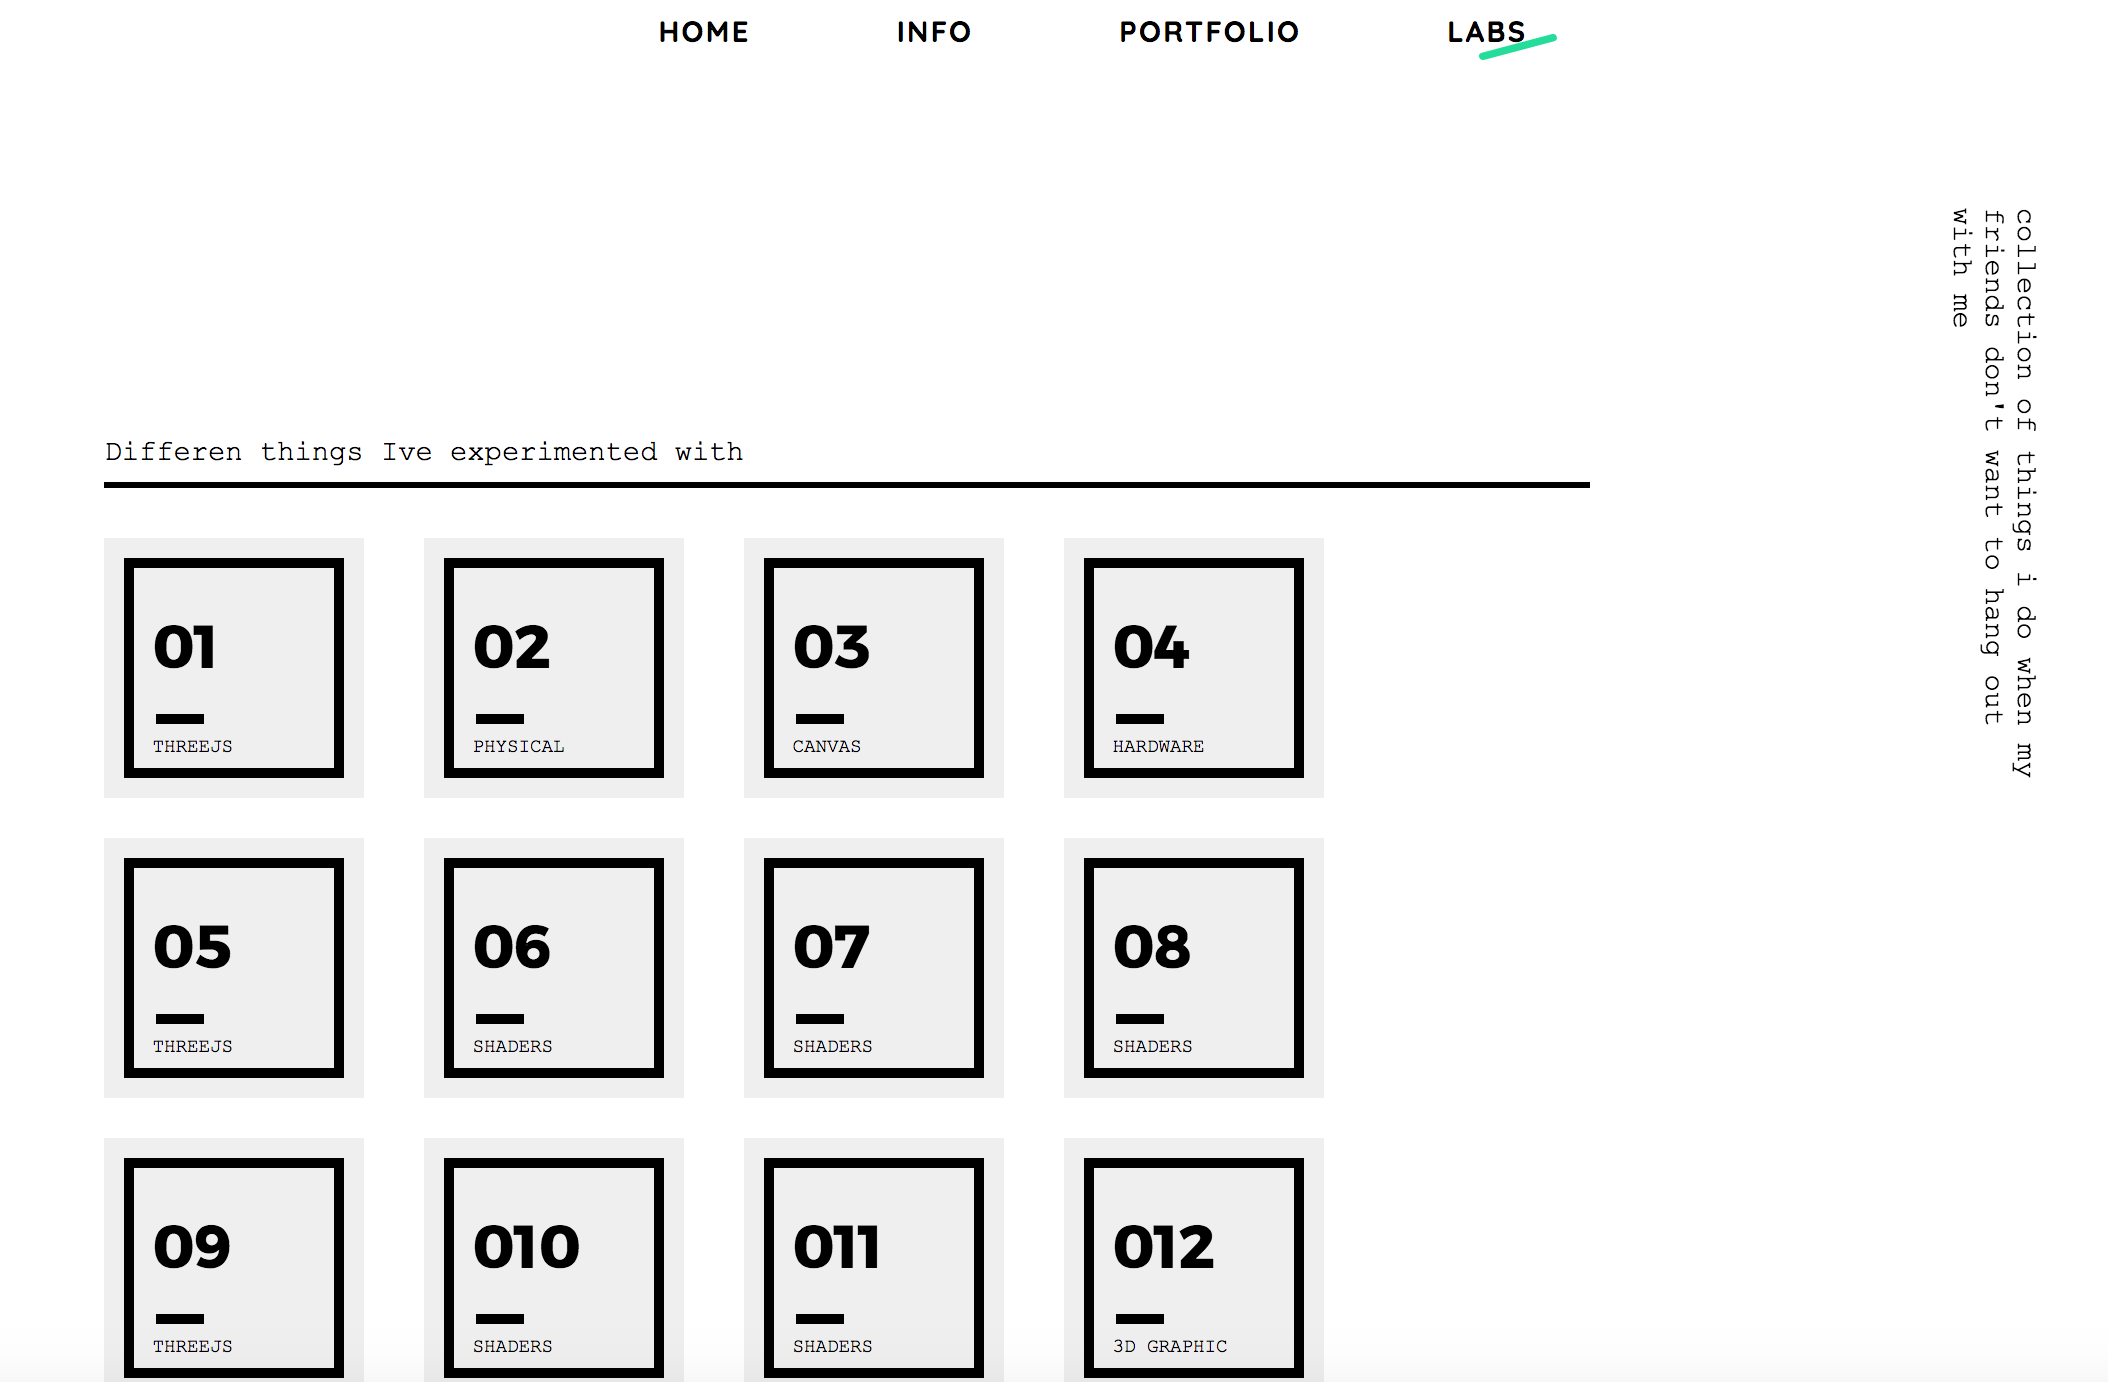 HOME INFO PORTFOLIO LABS
collection of things i do when my
friends don't want to hang out
with me
Differen things Ive experimented with
01
THREEJS
02
PHYSICAL
03
CANVAS
04
HARDWARE
05
THREEJS
06
SHADERS
07
SHADERS
08
SHADERS
09
THREEJS
010
SHADERS
011
SHADERS
012
3D GRAPHIC